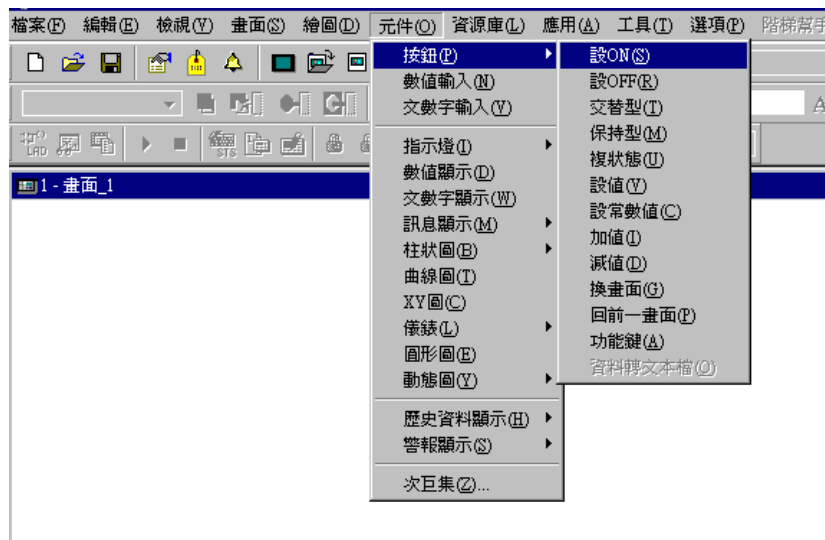 檔案(F) 編輯(E) 檢視(V) 畫面(S) 繪圖(D) 元件(O) 資源庫(L) 應用(A) 工具(T) 選項(P) 階梯幫手
LAD
STS
1 - 畫面_1
按鈕(P)
數值輸入(N)
文數字輸入(V)
指示燈(I)
數值顯示(D)
文數字顯示(W)
訊息顯示(M)
柱狀圖(B)
曲線圖(T)
XY圖(C)
儀錶(L)
圓形圖(E)
動態圖(Y)
歷史資料顯示(H)
警報顯示(S)
次巨集(Z)...
設ON(S)
設OFF(R)
交替型(T)
保持型(M)
複狀態(U)
設值(V)
設常數值(C)
加值(I)
減值(D)
換畫面(G)
回前一畫面(P)
功能鍵(A)
資料轉文本檔(O)